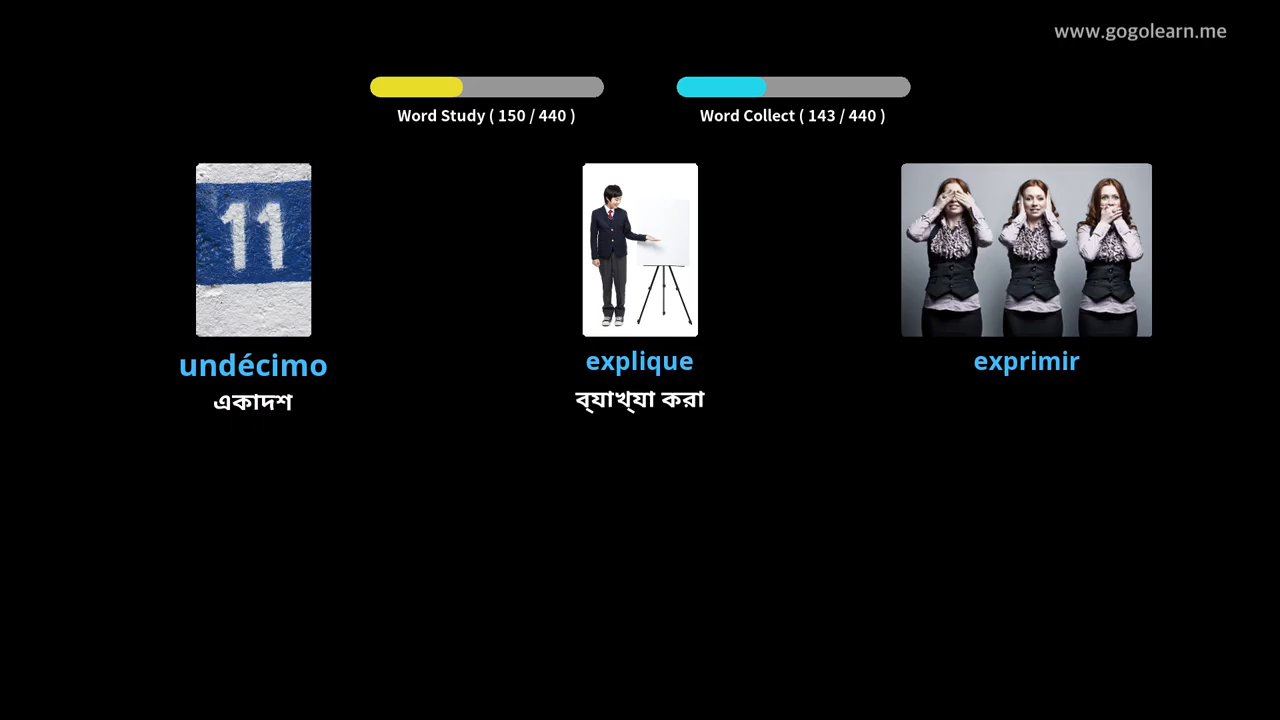 www.gogolearn.me
Word Study ( 150 / 440 )
Word Collect ( 143 / 440 )
11
undécimo
explique
exprimir
একাদশ
ব্যাখ্যা করা